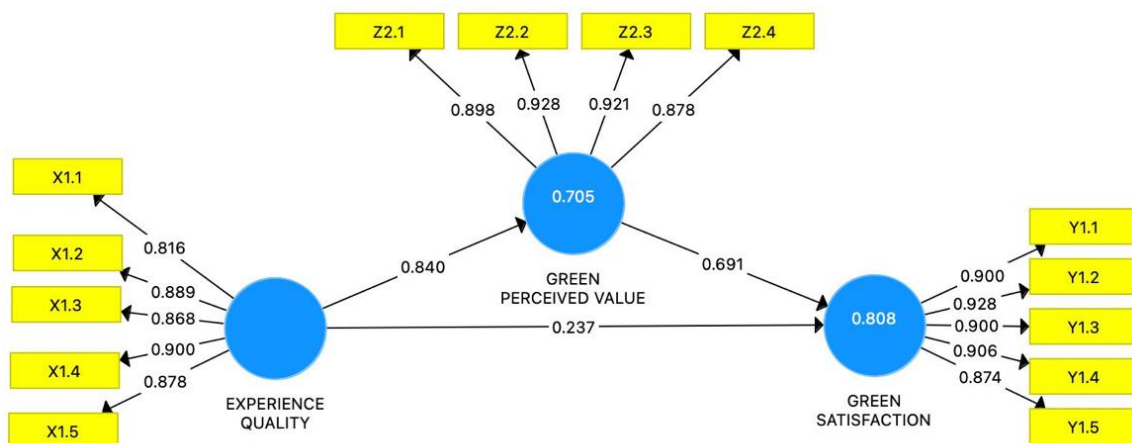 Z2.1
Z2.2
Z2.3
Z2.4
0.898
0.928
0.921
0.878
X1.1
X1.2
X1.3
X1.4
X1.5
0.816
0.889
0.868
0.900
0.878
EXPERIENCE
QUALITY
0.840
0.705
GREEN
PERCEIVED VALUE
0.691
0.237
0.808
GREEN
SATISFACTION
0.900
0.928
0.900
0.906
0.874
Y1.1
Y1.2
Y1.3
Y1.4
Y1.5